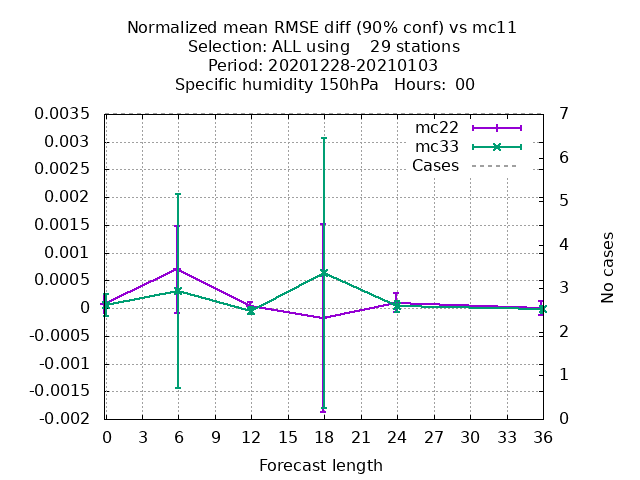 Normalized mean RMSE diff (90% conf) vs mc11
Selection: ALL using    29 stations
Period: 20201228-20210103
Specific humidity 150hPa   Hours:  00
0.0035
0.003
0.0025
0.002
0.0015
0.001
0.0005
0
-0.0005
-0.001
-0.0015
-0.002
7
6
5
4
3
2
1
0
mc22
mc33
Cases
No cases
0 3 6 9 12 15 18 21 24 27 30 33 36
Forecast length